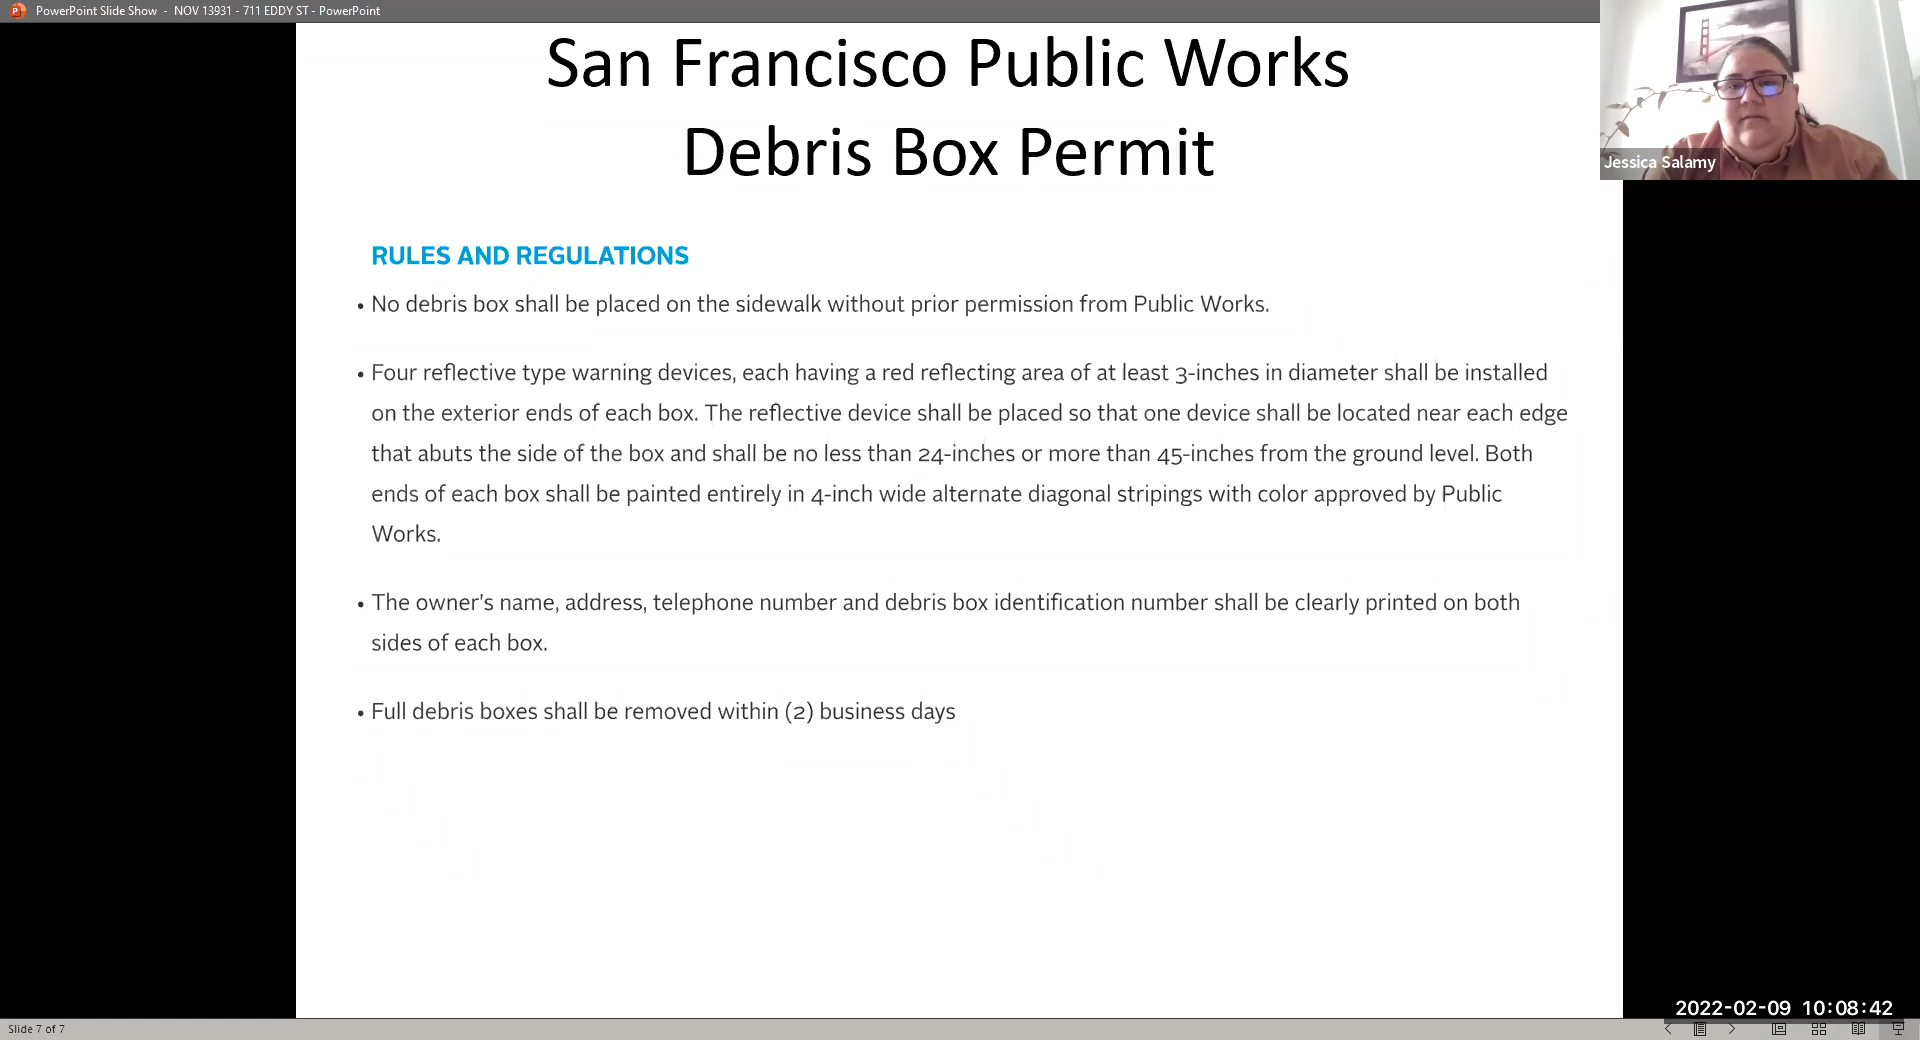 PowerPoint Slide Show - NOV 13931 - 711 EDDY ST - PowerPoint
San Francisco Public Works
Debris Box Permit
Jessica Salamy
RULES AND REGULATIONS
• No debris box shall be placed on the sidewalk without prior permission from Public Works.
• Four reflective type warning devices, each having a red reflecting area of at least 3-inches in diameter shall be installed
on the exterior ends of each box. The reflective device shall be placed so that one device shall be located near each edge
that abuts the side of the box and shall be no less than 24-inches or more than 45-inches from the ground level. Both
ends of each box shall be painted entirely in 4-inch wide alternate diagonal stripings with color approved by Public
Works.
• The owner's name, address, telephone number and debris box identification number shall be clearly printed on both
sides of each box.
• Full debris boxes shall be removed within (2) business days
2022-02-09 10:08:42
Slide 7 of 7